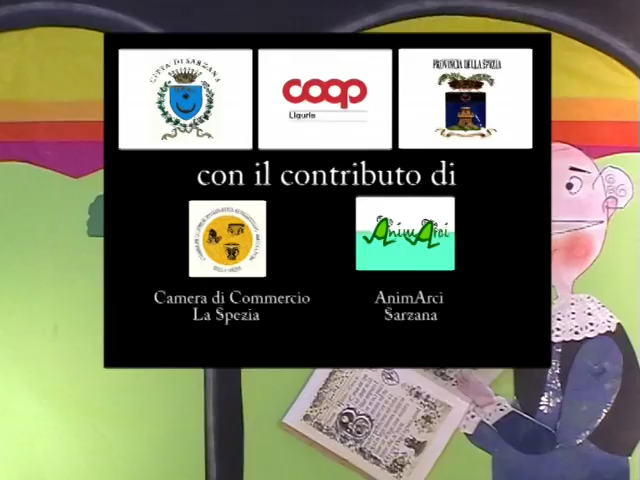 CITTA DI SARZANA
coop
Liguria
PROVINCIA DELLA SPEZIA
con il contributo di
AnimArci
Camera di Commercio
La Spezia
AnimArci
Sarzana